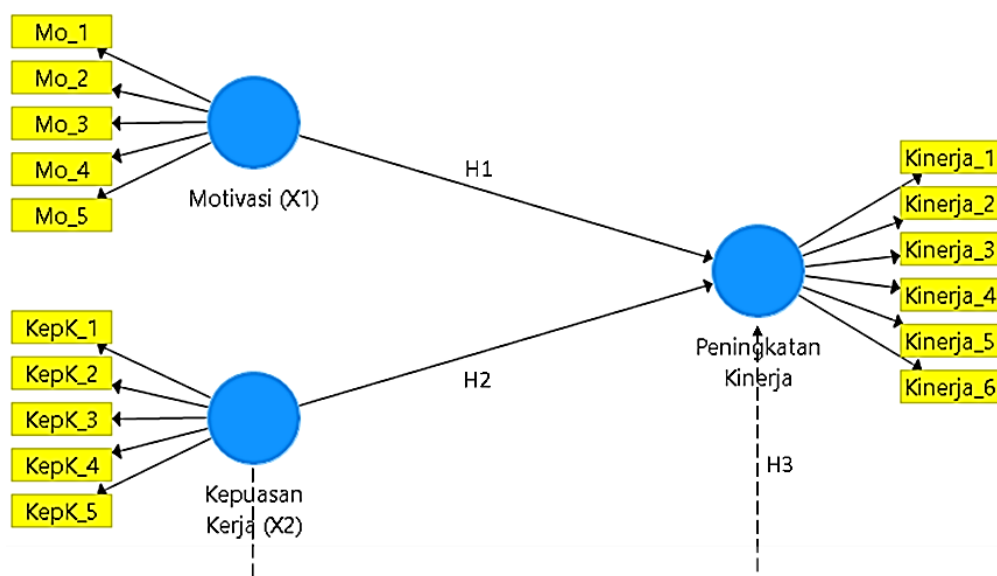 Mo_1
Mo_2
Mo_3
Mo_4
Mo_5
Motivasi (X1)
H1
KepK_1
KepK_2
KepK_3
KepK_4
KepK_5
Kepuasan
Kerja (X2)
H2
Peningkatan
Kinerja
H3
Kinerja_1
Kinerja_2
Kinerja_3
Kinerja_4
Kinerja_5
Kinerja_6